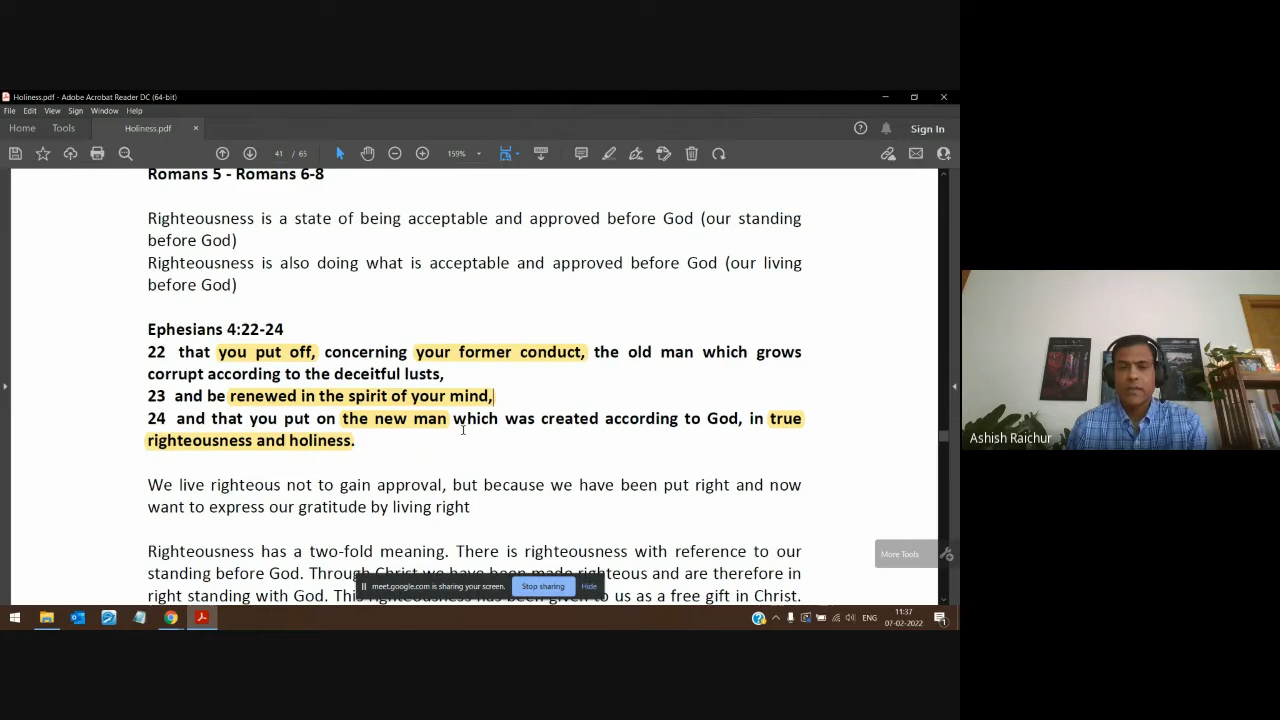 Holiness.pdf - Adobe Acrobat Reader DC (64-bit)
File Edit View Sign Window Help
Home Tools Holiness.pdf × Sign In
41 / 65 159%
Romans 5 - Romans 6-8
Righteousness is a state of being acceptable and approved before God (our standing
before God)
Righteousness is also doing what is acceptable and approved before God (our living
before God)
Ephesians 4:22-24
22 that you put off, concerning your former conduct, the old man which grows
corrupt according to the deceitful lusts,
23 and be renewed in the spirit of your mind,
24 and that you put on the new man which was created according to God, in true
righteousness and holiness.
We live righteous not to gain approval, but because we have been put right and now
want to express our gratitude by living right
Righteousness has a two-fold meaning. There is righteousness with reference to our
standing before God. Through Christ we have been made righteous and are therefore in
right standing with God. This righteousness has been given to us as a free gift in Christ.
More Tools
meet.google.com is sharing your screen. Stop sharing Hide
ENG
11:37
07-02-2022
Ashish Raichur